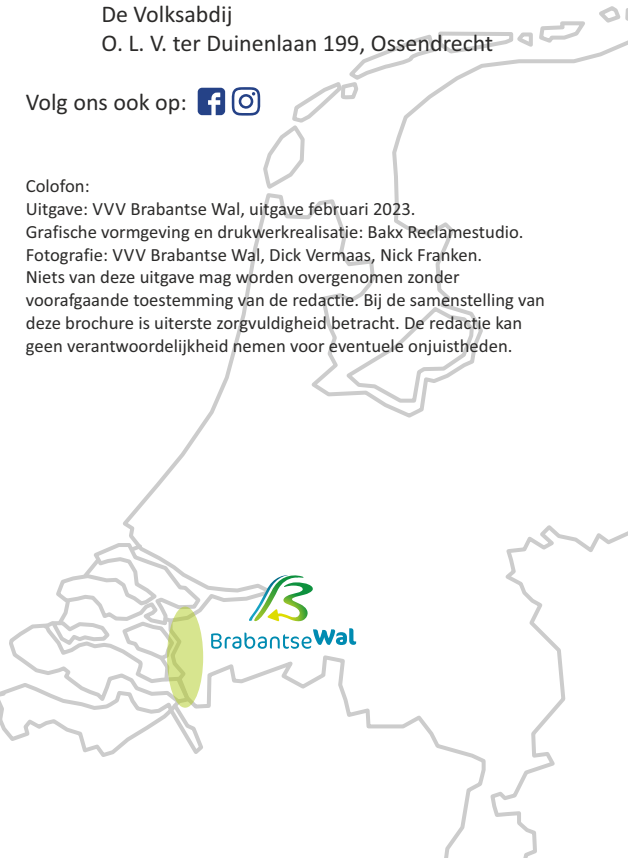 De Volksabdij
O. L. V. ter Duinenlaan 199, Ossendrecht
Volg ons ook op:
Colofon:
Uitgave: VVV Brabantse Wal, uitgave februari 2023.
Grafische vormgeving en drukwerkrealisatie: Bakx Reclamestudio.
Fotografie: VVV Brabantse Wal, Dick Vermaas, Nick Franken.
Niets van deze uitgave mag worden overgenomen zonder
voorafgaande toestemming van de redactie. Bij de samenstelling van
deze brochure is uiterste zorgvuldigheid betracht. De redactie kan
geen verantwoordelijkheid nemen voor eventuele onjuistheden.
BrabantseWal